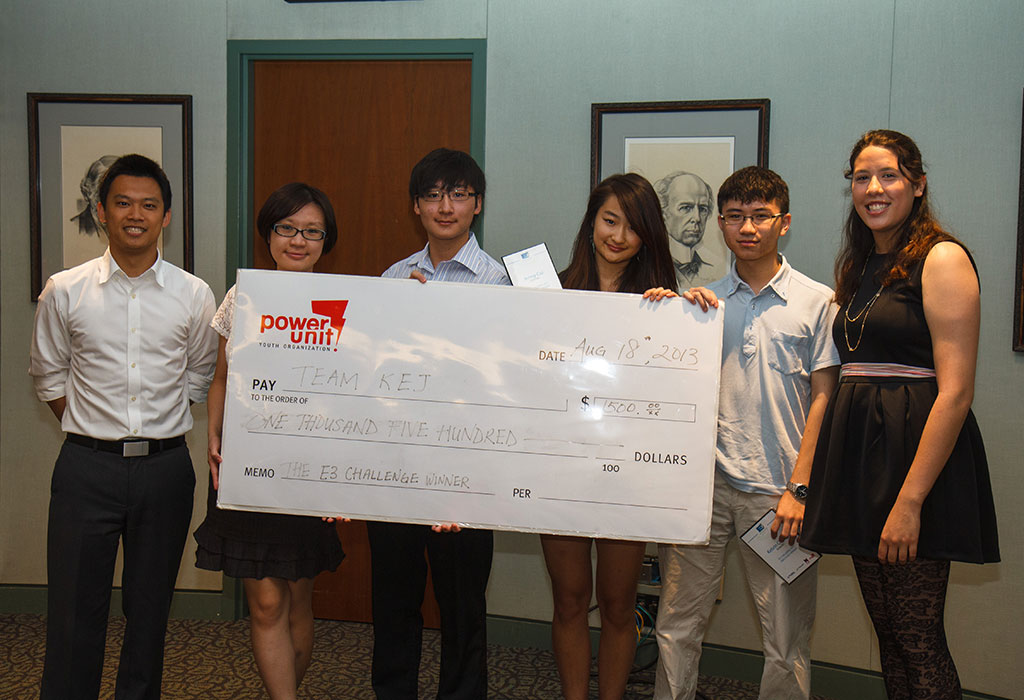 power
unit!
YOUTH ORGANIZATION
DATE Aug 18th, 2013
PAY TEAM KEJ $ 1500.00/xx
TO THE ORDER OF
ONE THOUSAND FIVE HUNDRED DOLLARS
100
MEMO THE E3 CHALLENGE WINNER PER